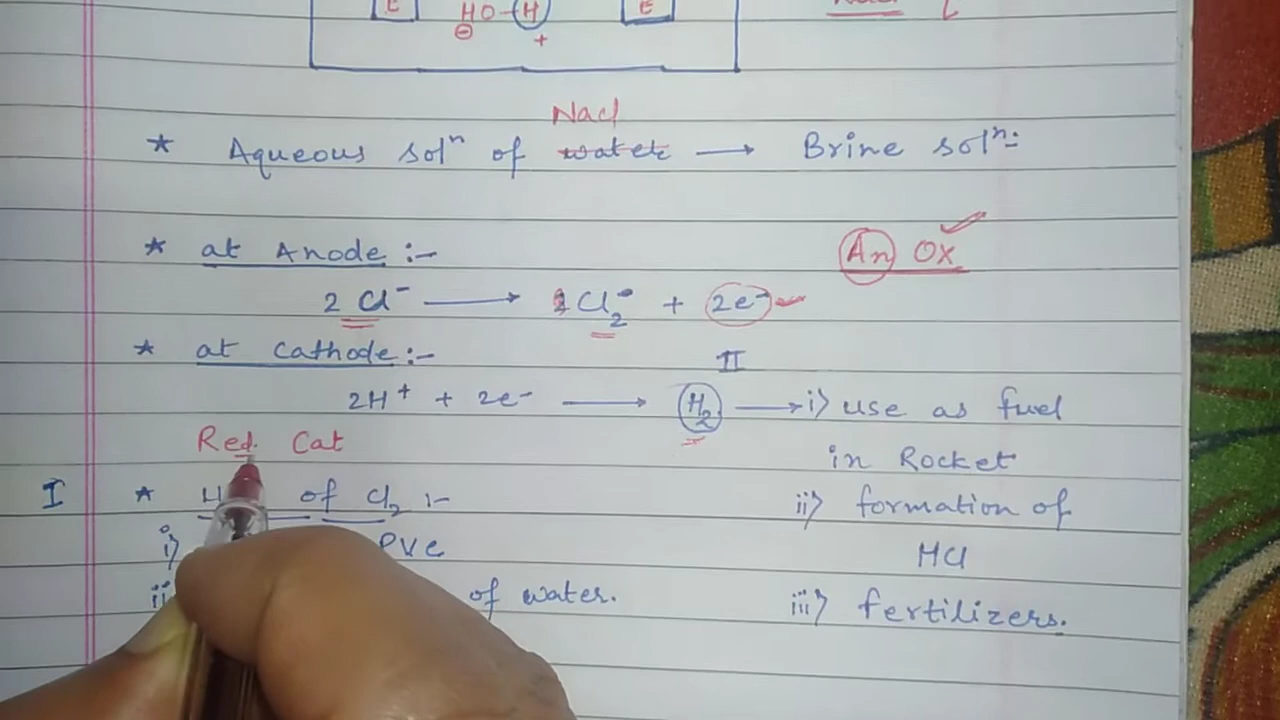 E HO-H E
⊖ +
Nacl
* Aqueous solⁿ of water → Brine solⁿ:-
* at Anode :- An Ox ✓
2 Cl⁻ → Cl₂ + 2e⁻
* at Cathode :- II
2H⁺ + 2e⁻ → H₂ → i) use as fuel
Red. Cat in Rocket
I * of Cl₂ :- ii) formation of
i) PVC HCl
ii of water. iii) fertilizers.